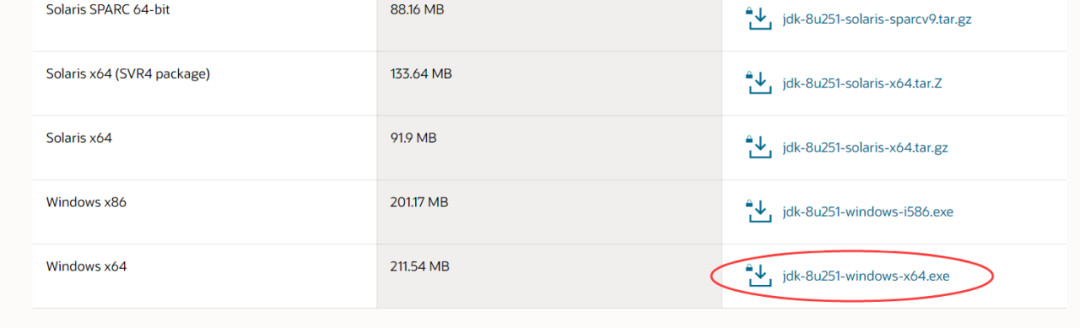 Solaris SPARC 64-bit 88.16 MB jdk-8u251-solaris-sparcv9.tar.gz
Solaris x64 (SVR4 package) 133.64 MB jdk-8u251-solaris-x64.tar.Z
Solaris x64 91.9 MB jdk-8u251-solaris-x64.tar.gz
Windows x86 201.17 MB jdk-8u251-windows-i586.exe
Windows x64 211.54 MB jdk-8u251-windows-x64.exe